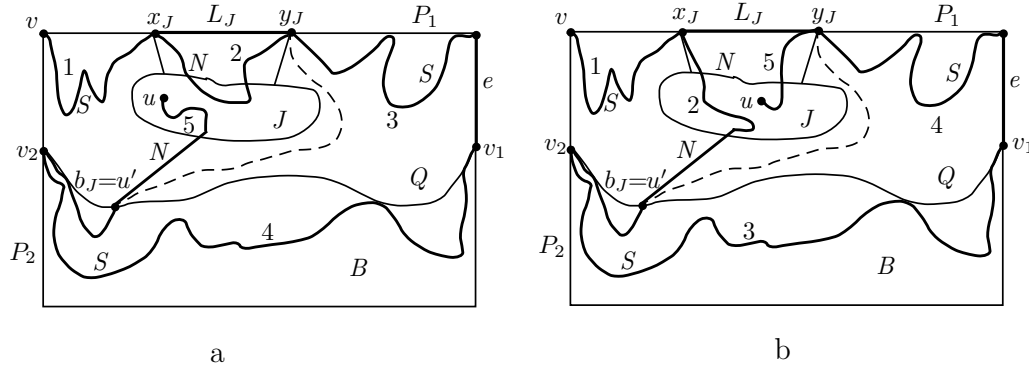 v x_J L_J y_J P_1 v x_J L_J y_J P_1
1 N 2 S e 1 N 5 S e
S u 5 J 3 S 2 u J 4
v_2 N v_1 v_2 N v_1
b_J=u' Q b_J=u' Q
P_2 S 4 B P_2 S 3 B
a b